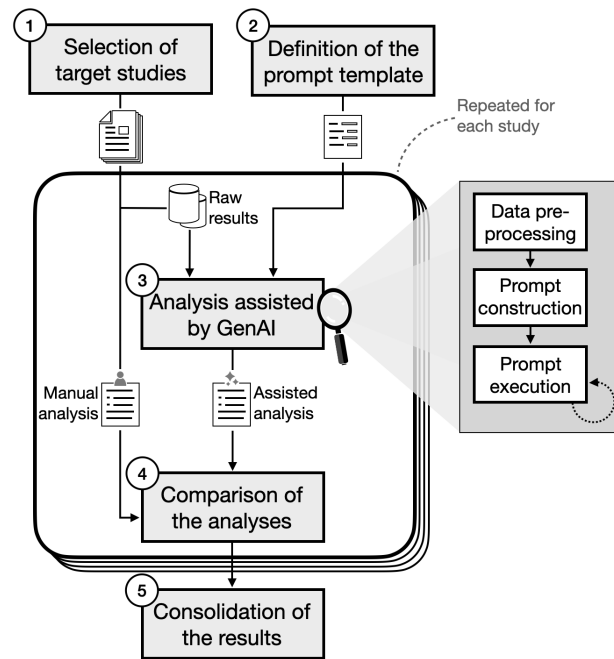 1
Selection of
target studies
2
Definition of the
prompt template
Repeated for
each study
Raw
results
Data pre-
processing
Prompt
construction
Prompt
execution
3
Analysis assisted
by GenAI
Manual
analysis
Assisted
analysis
4
Comparison of
the analyses
5
Consolidation of
the results